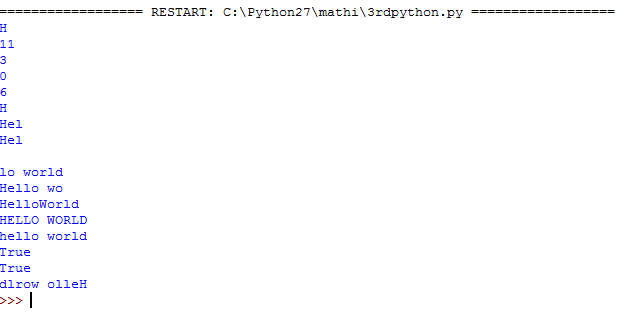 ================== RESTART: C:\Python27\mathi\3rdpython.py ==================
H
11
3
0
6
H
Hel
Hel
lo world
Hello wo
HelloWorld
HELLO WORLD
hello world
True
True
dlrow olleH
>>>